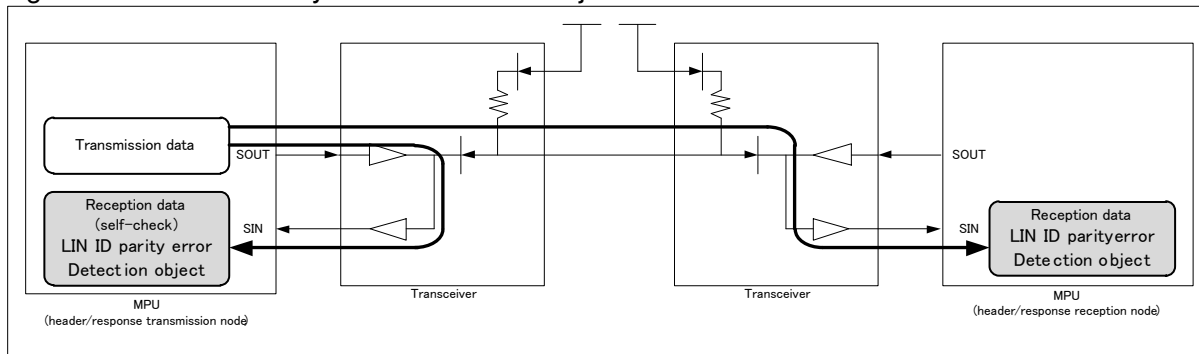 Transmission data
SOUT
Reception data
(self-check)
LIN ID parity error
Detection object
SIN
MPU
(header/response transmission node)
Transceiver
Transceiver
SOUT
SIN
Reception data
LIN ID parityerror
Detection object
MPU
(header/response reception node)